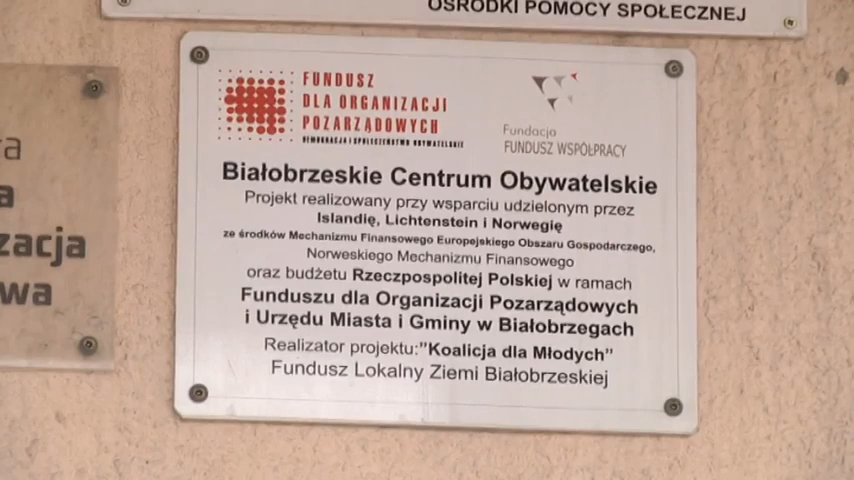 OŚRODKI POMOCY SPOŁECZNEJ
FUNDUSZ
DLA ORGANIZACJI
POZARZĄDOWYCH
DEMOKRACJA I SPOŁECZEŃSTWO OBYWATELSKIE
Fundacja
FUNDUSZ WSPÓŁPRACY
Białobrzeskie Centrum Obywatelskie
Projekt realizowany przy wsparciu udzielonym przez
Islandię, Lichtenstein i Norwegię
ze środków Mechanizmu Finansowego Europejskiego Obszaru Gospodarczego,
Norweskiego Mechanizmu Finansowego
oraz budżetu Rzeczpospolitej Polskiej w ramach
Funduszu dla Organizacji Pozarządowych
i Urzędu Miasta i Gminy w Białobrzegach
Realizator projektu:"Koalicja dla Młodych"
Fundusz Lokalny Ziemi Białobrzeskiej
ra
a
zacja
wa